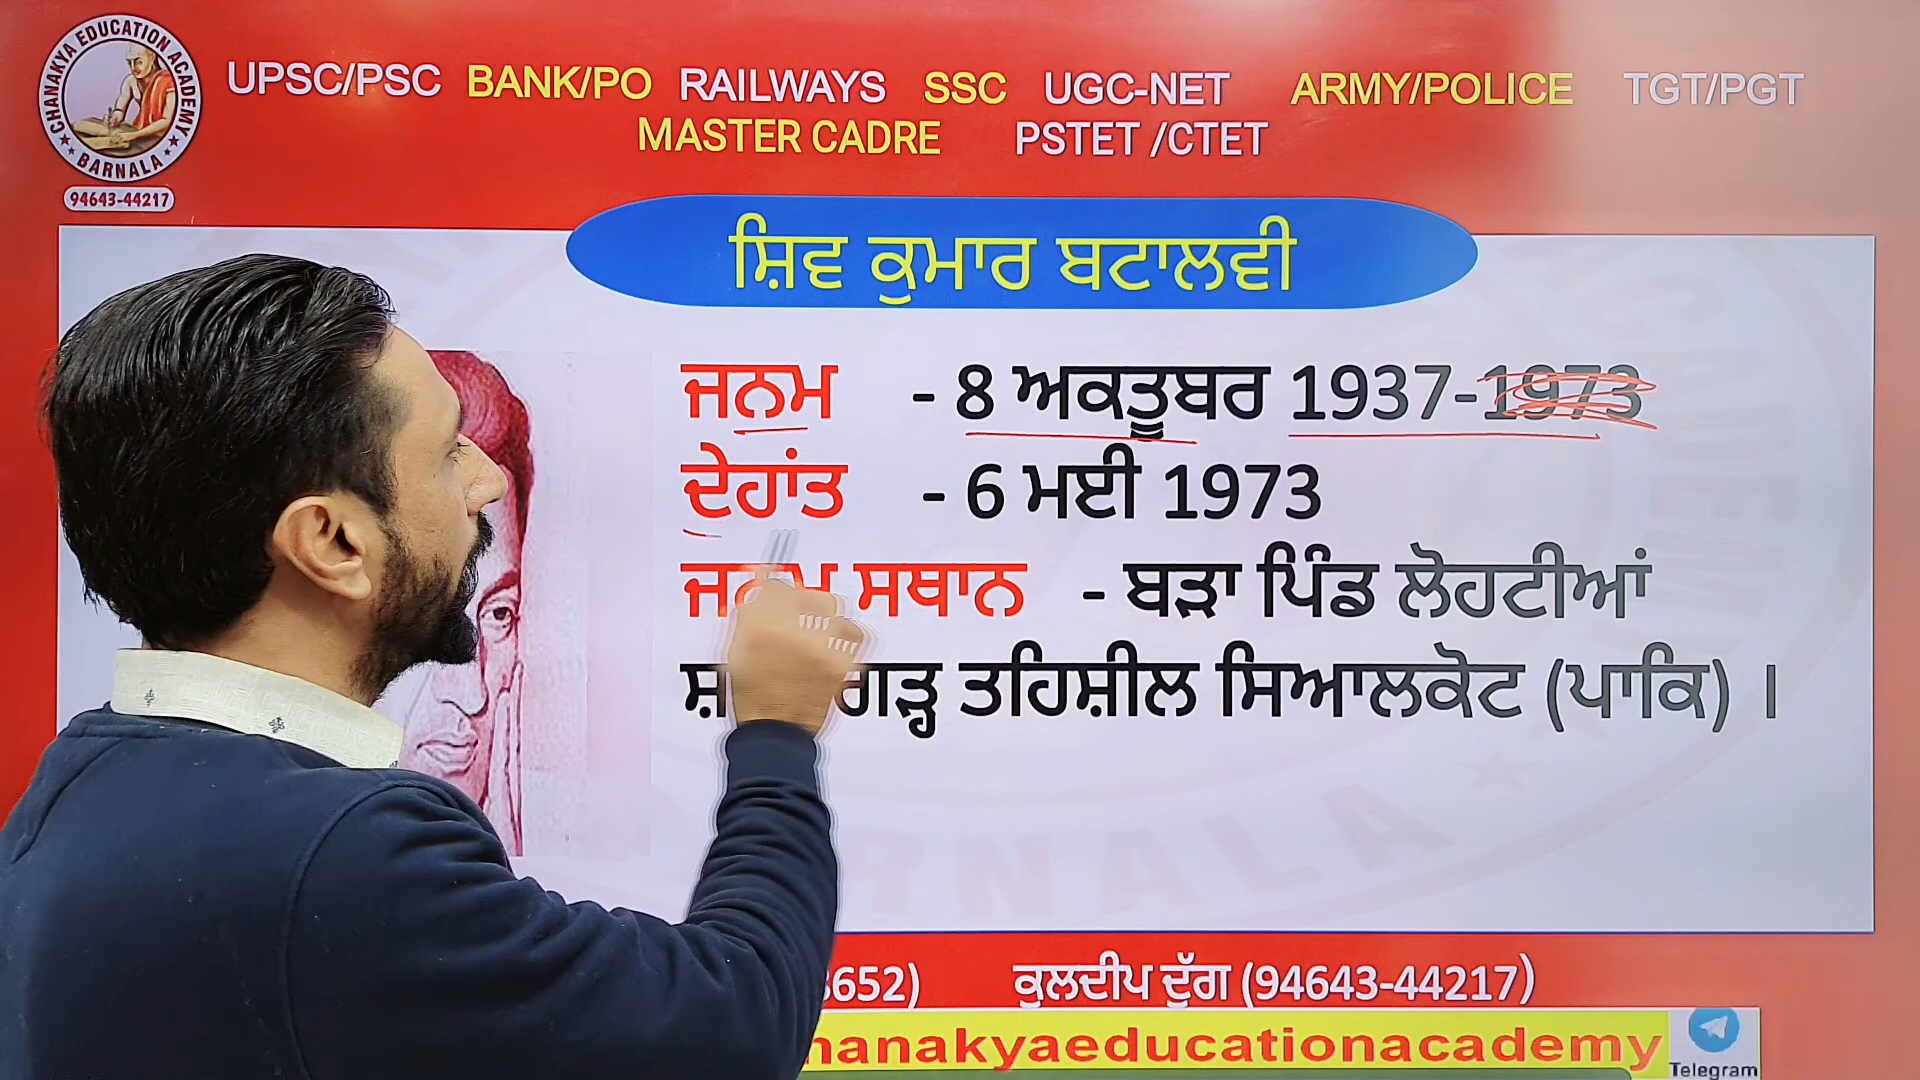 CHANAKYA EDUCATION ACADEMY
BARNALA
94643-44217
UPSC/PSC BANK/PO RAILWAYS SSC UGC-NET ARMY/POLICE TGT/PGT
MASTER CADRE PSTET /CTET
ਸ਼ਿਵ ਕੁਮਾਰ ਬਟਾਲਵੀ
ਜਨਮ - 8 ਅਕਤੂਬਰ 1937-1973
ਦੇਹਾਂਤ - 6 ਮਈ 1973
ਜਨਮ ਸਥਾਨ - ਬੜਾ ਪਿੰਡ ਲੋਹਟੀਆਂ
ਤਹਿਸ਼ੀਲ ਸਿਆਲਕੋਟ (ਪਾਕਿ) ।
ਕੁਲਦੀਪ ਦੁੱਗ (94643-44217)
hanakyaeducationacademy
Telegram